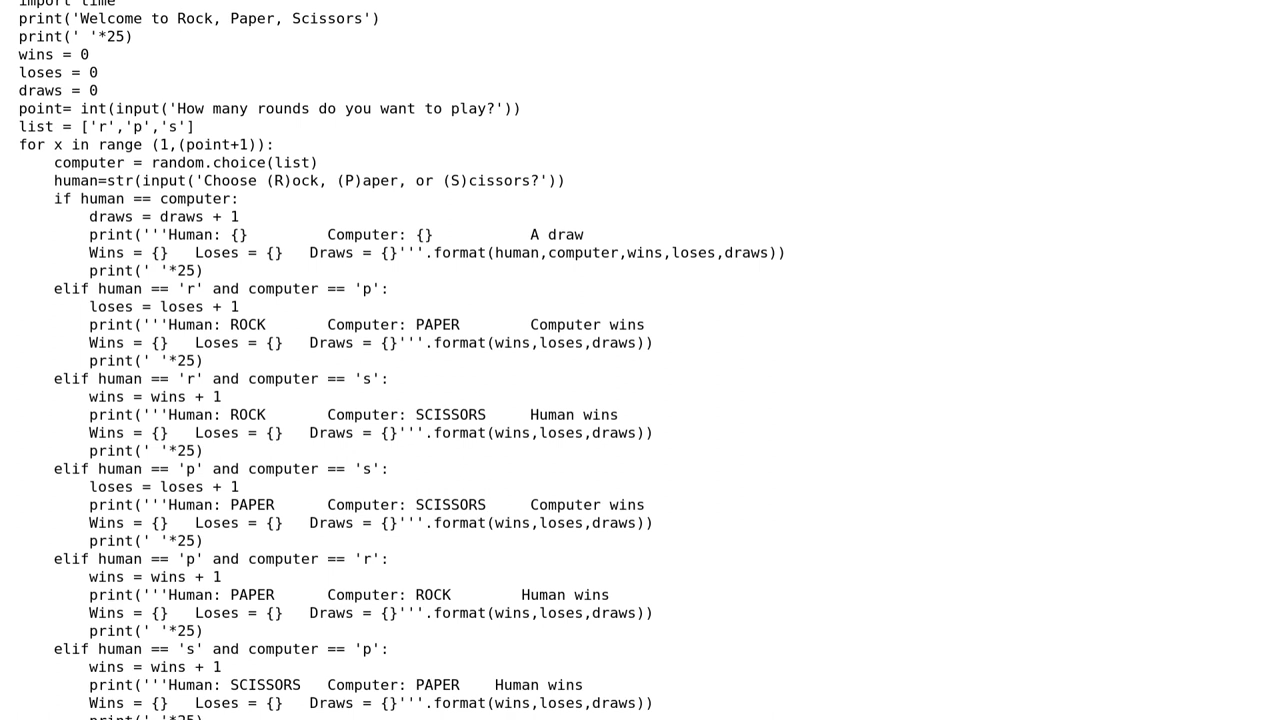 import time
print('Welcome to Rock, Paper, Scissors')
print(' '*25)
wins = 0
loses = 0
draws = 0
point= int(input('How many rounds do you want to play?'))
list = ['r','p','s']
for x in range (1,(point+1)):
    computer = random.choice(list)
    human=str(input('Choose (R)ock, (P)aper, or (S)cissors?'))
    if human == computer:
        draws = draws + 1
        print('''Human: {}         Computer: {}           A draw
        Wins = {}   Loses = {}   Draws = {}'''.format(human,computer,wins,loses,draws))
        print(' '*25)
    elif human == 'r' and computer == 'p':
        loses = loses + 1
        print('''Human: ROCK       Computer: PAPER        Computer wins
        Wins = {}   Loses = {}   Draws = {}'''.format(wins,loses,draws))
        print(' '*25)
    elif human == 'r' and computer == 's':
        wins = wins + 1
        print('''Human: ROCK       Computer: SCISSORS     Human wins
        Wins = {}   Loses = {}   Draws = {}'''.format(wins,loses,draws))
        print(' '*25)
    elif human == 'p' and computer == 's':
        loses = loses + 1
        print('''Human: PAPER      Computer: SCISSORS     Computer wins
        Wins = {}   Loses = {}   Draws = {}'''.format(wins,loses,draws))
        print(' '*25)
    elif human == 'p' and computer == 'r':
        wins = wins + 1
        print('''Human: PAPER      Computer: ROCK        Human wins
        Wins = {}   Loses = {}   Draws = {}'''.format(wins,loses,draws))
        print(' '*25)
    elif human == 's' and computer == 'p':
        wins = wins + 1
        print('''Human: SCISSORS   Computer: PAPER    Human wins
        Wins = {}   Loses = {}   Draws = {}'''.format(wins,loses,draws))
        print(' '*25)